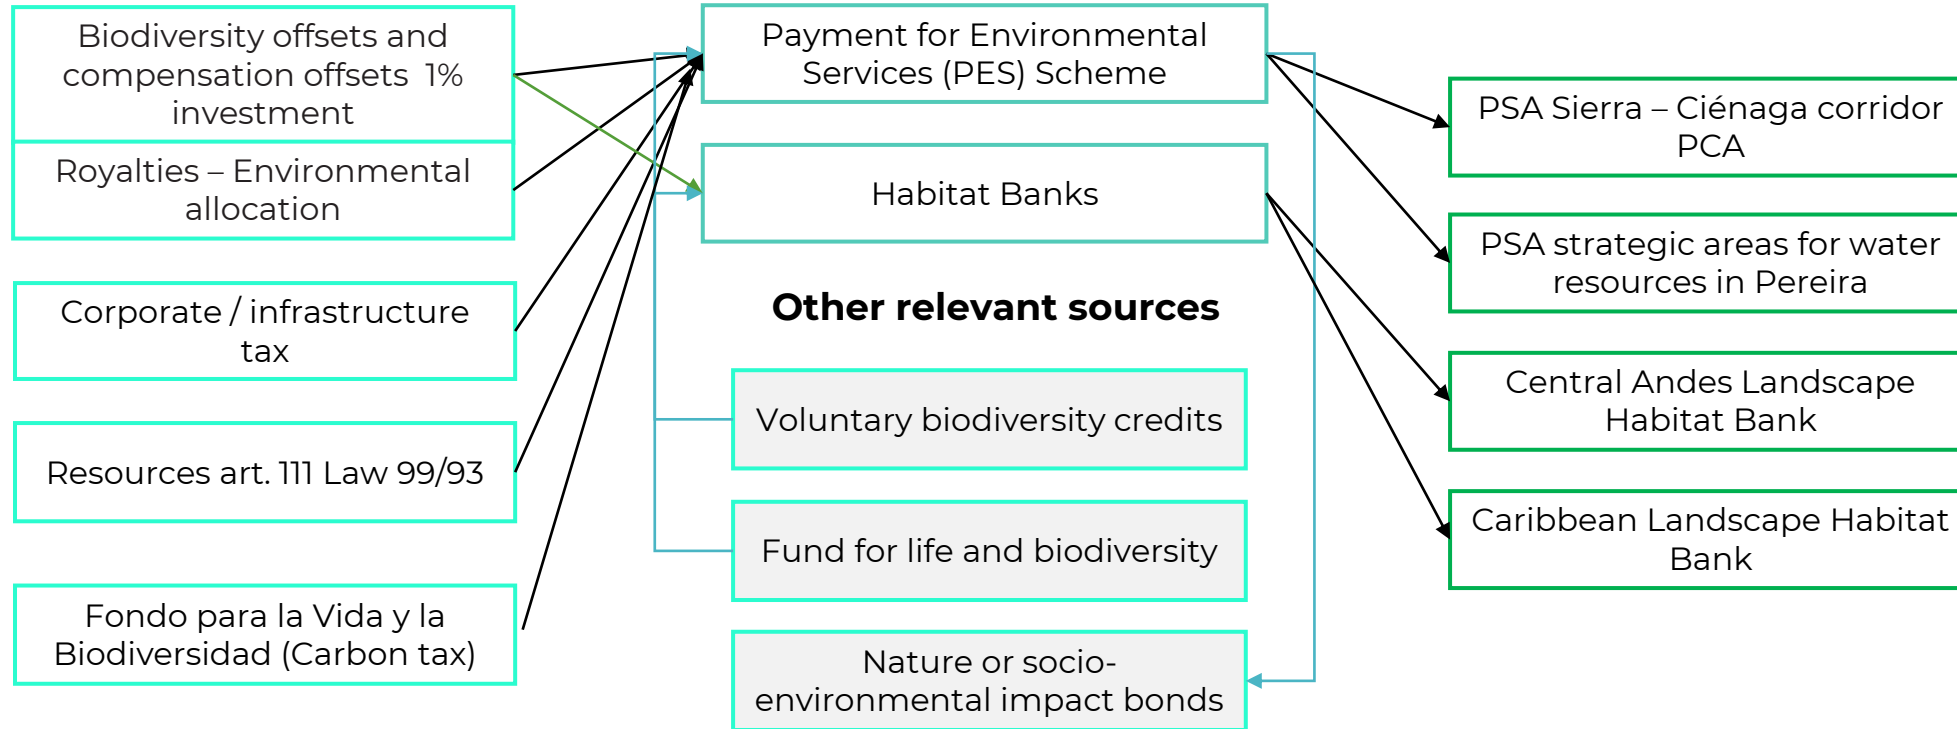 Biodiversity offsets and
compensation offsets 1%
investment
Royalties – Environmental
allocation
Corporate / infrastructure
tax
Resources art. 111 Law 99/93
Fondo para la Vida y la
Biodiversidad (Carbon tax)
Payment for Environmental
Services (PES) Scheme
Habitat Banks
Other relevant sources
Voluntary biodiversity credits
Fund for life and biodiversity
Nature or socio-
environmental impact bonds
PSA Sierra – Ciénaga corridor
PCA
PSA strategic areas for water
resources in Pereira
Central Andes Landscape
Habitat Bank
Caribbean Landscape Habitat
Bank